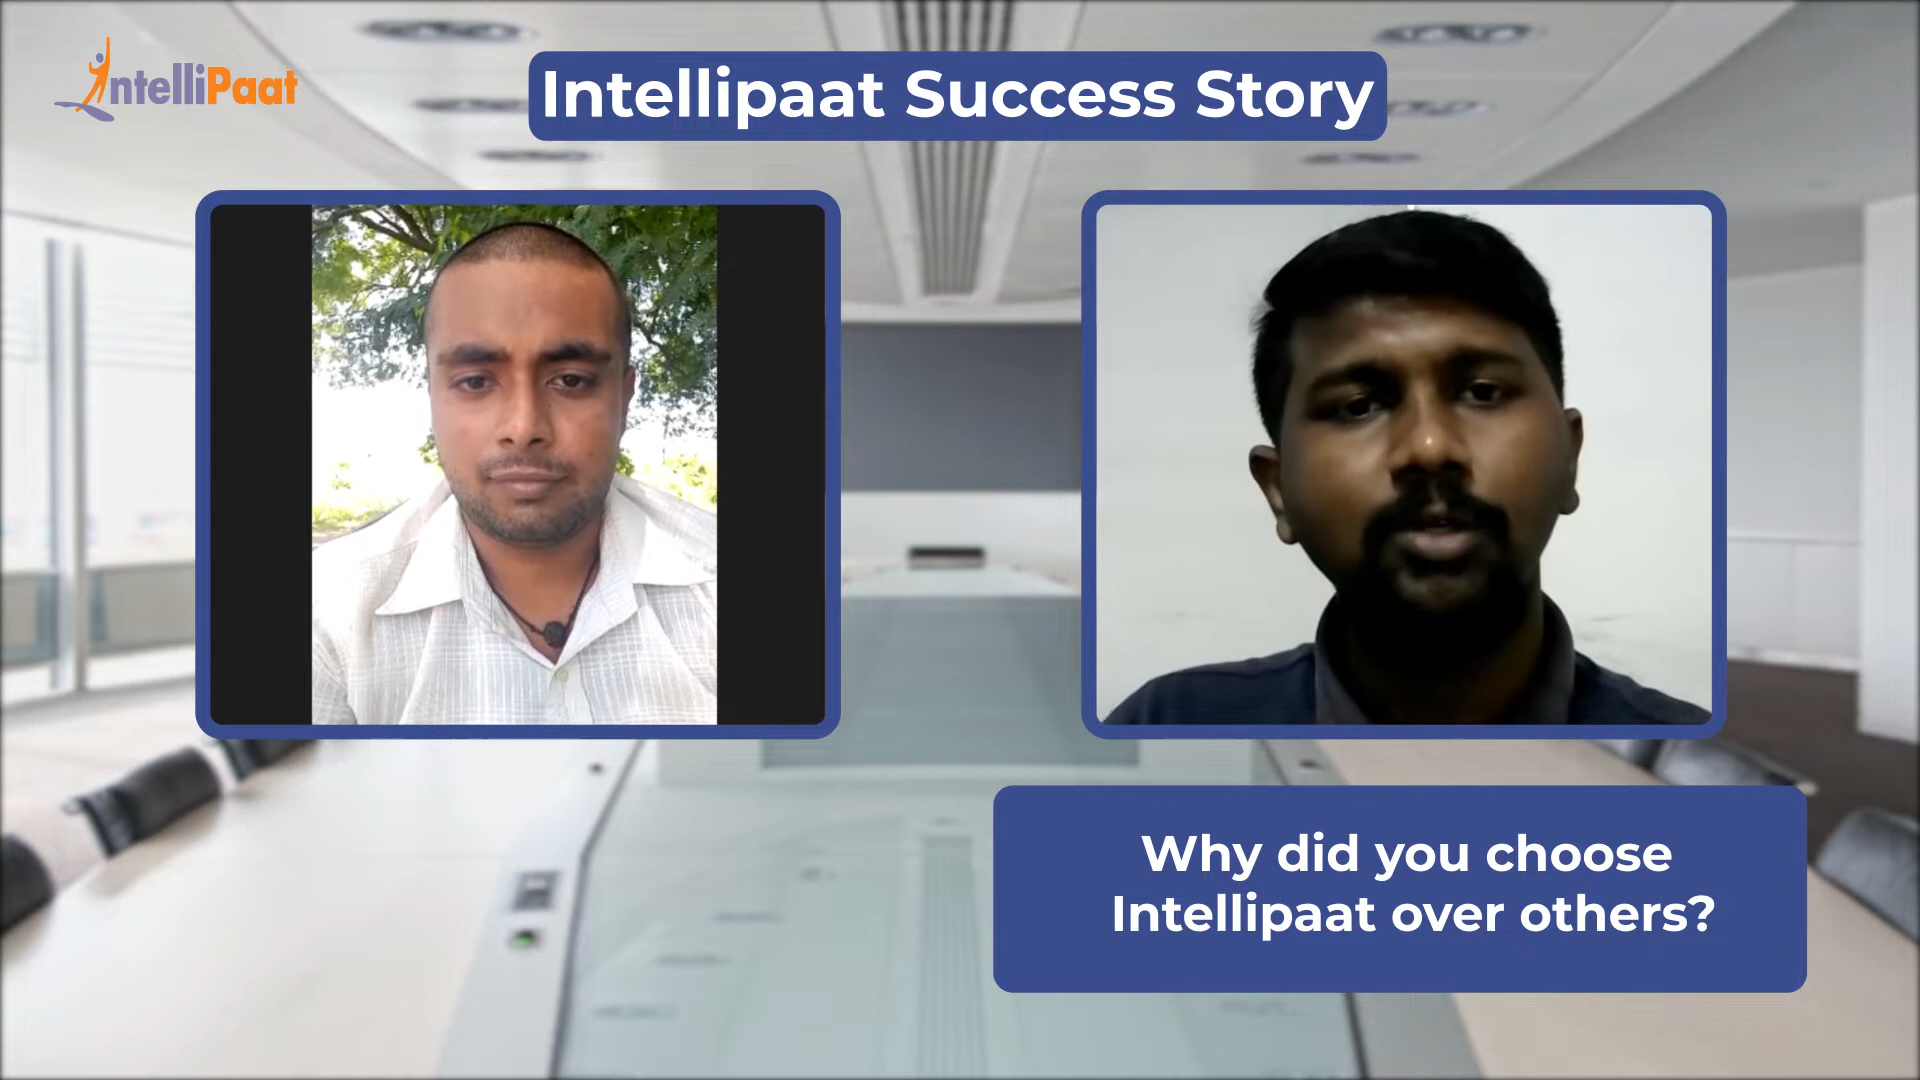 IntelliPaat
Intellipaat Success Story
Why did you choose
Intellipaat over others?